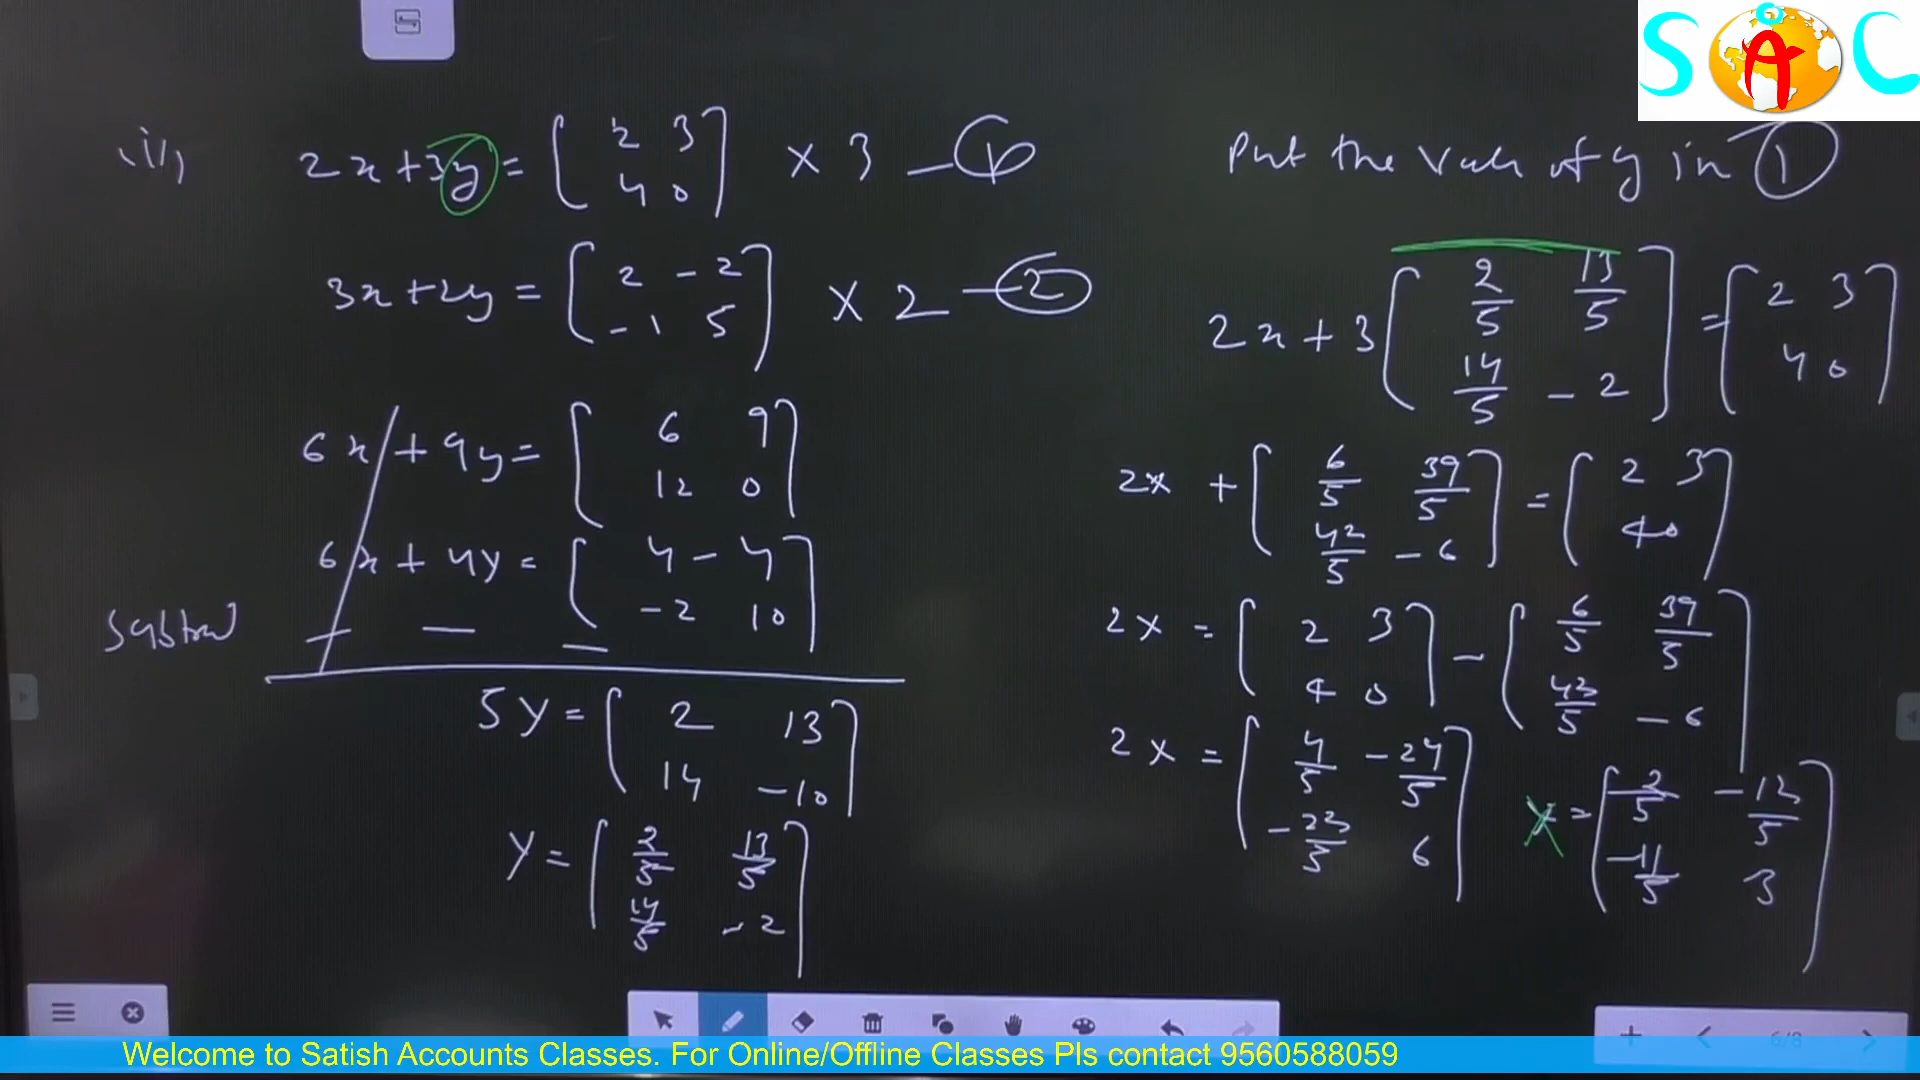 SAC
(ii) 2x + 3y = [ 2 3
4 0 ] × 3 — ①
3x + 2y = [ 2 -2
-1 5 ] × 2 — ②
6x + 9y = [ 6 9
12 0 ]
6x + 4y = [ 4 -4
-2 10 ]
Subtract — — —
5y = [ 2 13
14 -10 ]
y = [ 2/5 13/5
14/5 -2 ]
Put the value of y in ①
2x + 3 [ 2/5 13/5
14/5 -2 ] = [ 2 3
4 0 ]
2x + [ 6/5 39/5
42/5 -6 ] = [ 2 3
4 0 ]
2x = [ 2 3
4 0 ] - [ 6/5 39/5
42/5 -6 ]
2x = [ 4/5 -24/5
-22/5 6 ]
x = [ 2/5 -12/5
-11/5 3 ]
6/8
Welcome to Satish Accounts Classes. For Online/Offline Classes Pls contact 9560588059